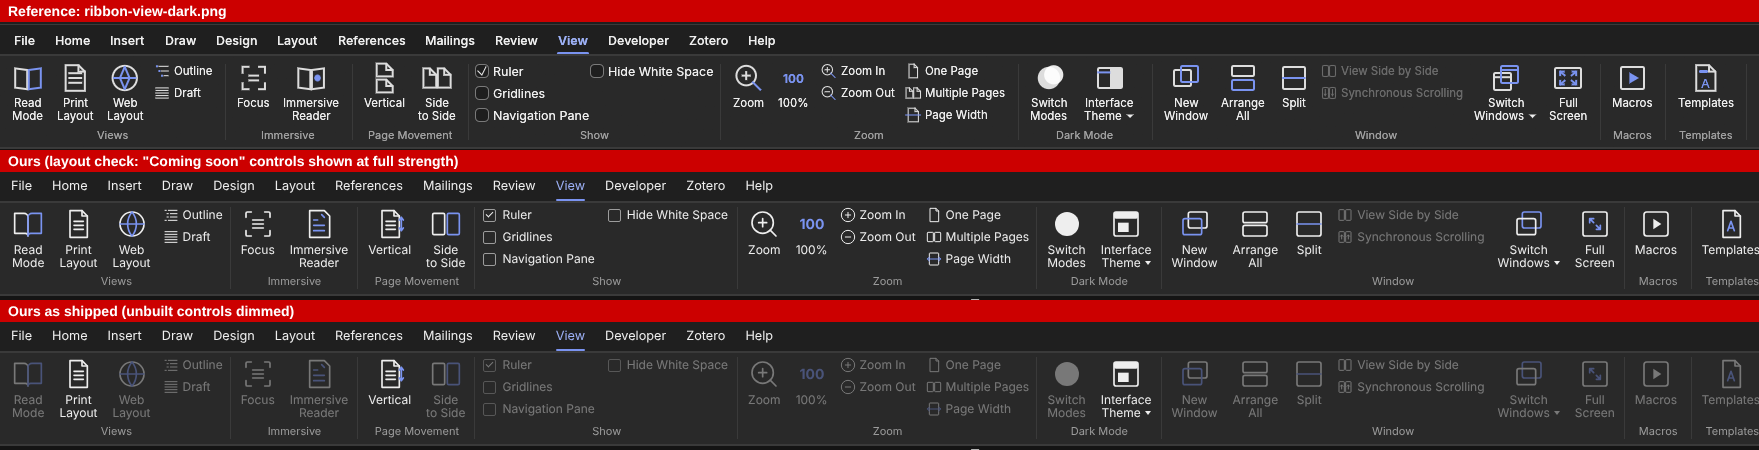 Reference: ribbon-view-dark.png
File Home Insert Draw Design Layout References Mailings Review View Developer Zotero Help
Read Mode
Print Layout
Web Layout
Outline
Draft
Views
Focus
Immersive Reader
Immersive
Vertical
Side to Side
Page Movement
Ruler
Gridlines
Navigation Pane
Hide White Space
Show
Zoom
100
100%
Zoom In
Zoom Out
One Page
Multiple Pages
Page Width
Zoom
Switch Modes
Interface Theme
Dark Mode
New Window
Arrange All
Split
View Side by Side
Synchronous Scrolling
Switch Windows
Full Screen
Window
Macros
Macros
A
Templates
Templates
Ours (layout check: "Coming soon" controls shown at full strength)
File Home Insert Draw Design Layout References Mailings Review View Developer Zotero Help
Read Mode
Print Layout
Web Layout
Outline
Draft
Views
Focus
Immersive Reader
Immersive
Vertical
Side to Side
Page Movement
Ruler
Gridlines
Navigation Pane
Hide White Space
Show
Zoom
100
100%
Zoom In
Zoom Out
One Page
Multiple Pages
Page Width
Zoom
Switch Modes
Interface Theme
Dark Mode
New Window
Arrange All
Split
View Side by Side
Synchronous Scrolling
Switch Windows
Full Screen
Window
Macros
Macros
A
Templates
Templates
Ours as shipped (unbuilt controls dimmed)
File Home Insert Draw Design Layout References Mailings Review View Developer Zotero Help
Read Mode
Print Layout
Web Layout
Outline
Draft
Views
Focus
Immersive Reader
Immersive
Vertical
Side to Side
Page Movement
Ruler
Gridlines
Navigation Pane
Hide White Space
Show
Zoom
100
100%
Zoom In
Zoom Out
One Page
Multiple Pages
Page Width
Zoom
Switch Modes
Interface Theme
Dark Mode
New Window
Arrange All
Split
View Side by Side
Synchronous Scrolling
Switch Windows
Full Screen
Window
Macros
Macros
A
Templates
Templates